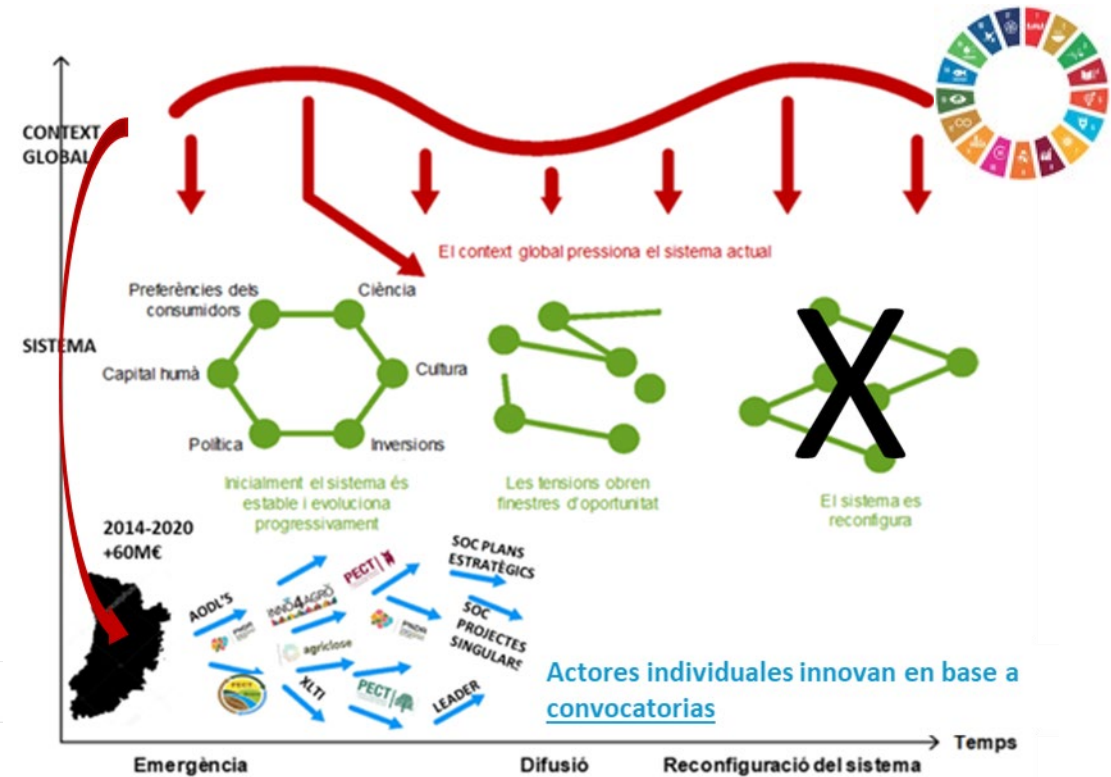 CONTEXT
GLOBAL
El context global pressiona el sistema actual
Preferències dels
consumidors
Ciència
SISTEMA
Capital humà
Cultura
Política
Inversions
Inicialment el sistema és
estable i evoluciona
progressivament
Les tensions obren
finestres d'oportunitat
X
El sistema es
reconfigura
2014-2020
+60M€
AODL'S
INNO4AGRO
PECT
SOC PLANS
ESTRATÈGICS
agriclose
SOC
PROJECTES
SINGULARS
XLTI
PECT
LEADER
Actores individuales innovan en base a
convocatorias
Temps
Emergència
Difusió
Reconfiguració del sistema